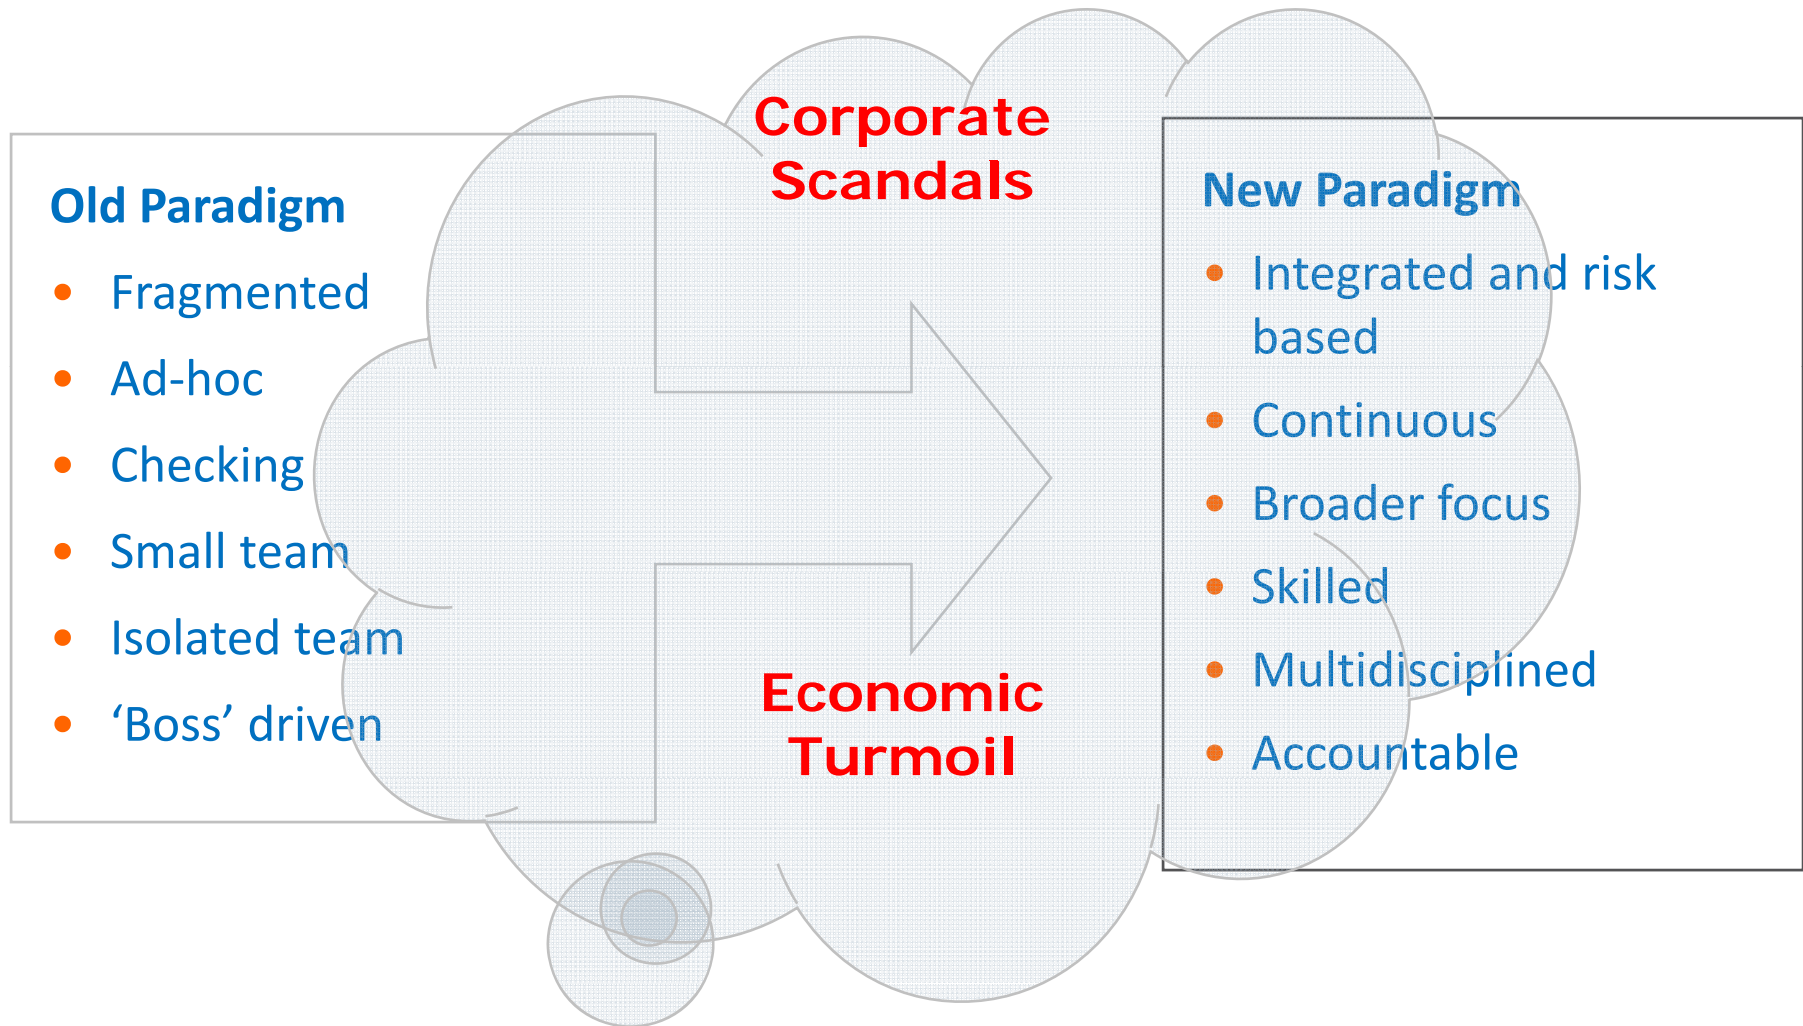 Old Paradigm
• Fragmented
• Ad-hoc
• Checking
• Small team
• Isolated team
• ‘Boss’ driven
Corporate
Scandals
Economic
Turmoil
New Paradigm
• Integrated and risk
based
• Continuous
• Broader focus
• Skilled
• Multidisciplined
• Accountable